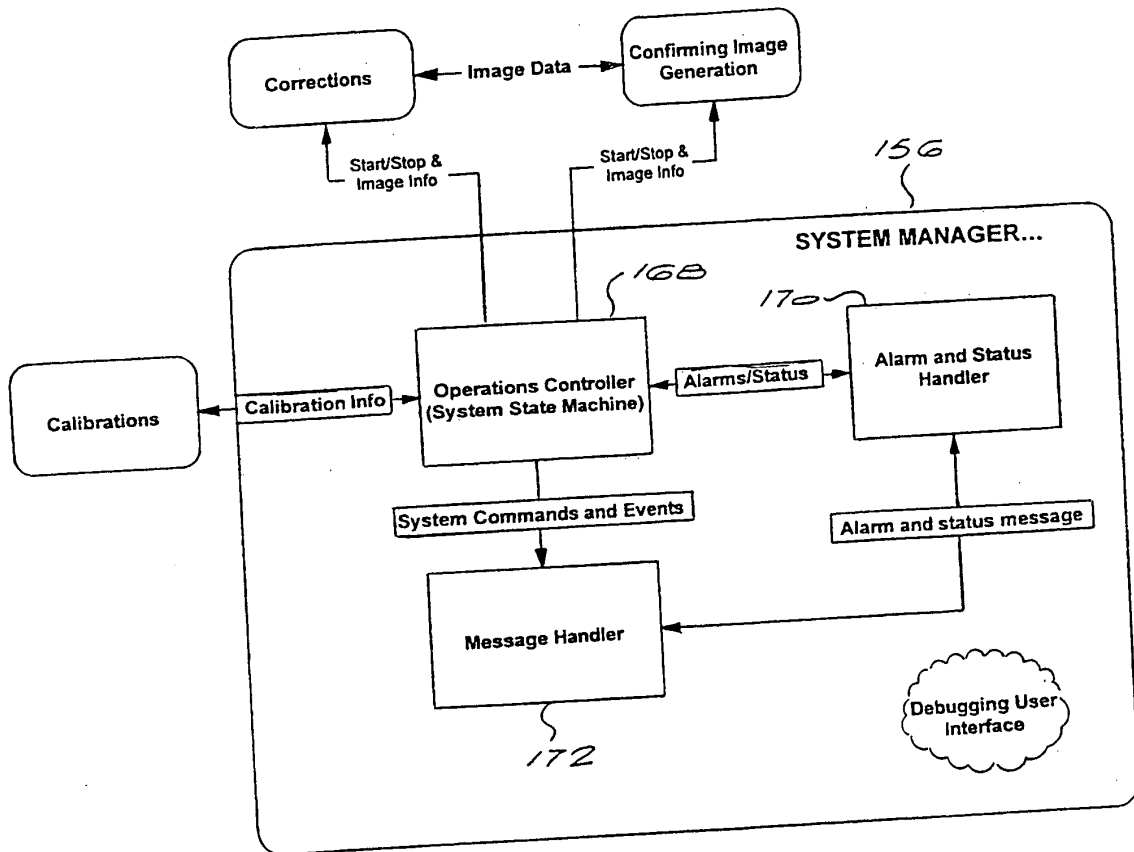 Corrections
Image Data
Confirming Image
Generation
Start/Stop &
Image Info
Start/Stop &
Image Info
156
SYSTEM MANAGER...
168
170
Operations Controller
(System State Machine)
Alarms/Status
Alarm and Status
Handler
Calibrations
Calibration Info
System Commands and Events
Alarm and status message
Message Handler
172
Debugging User
Interface